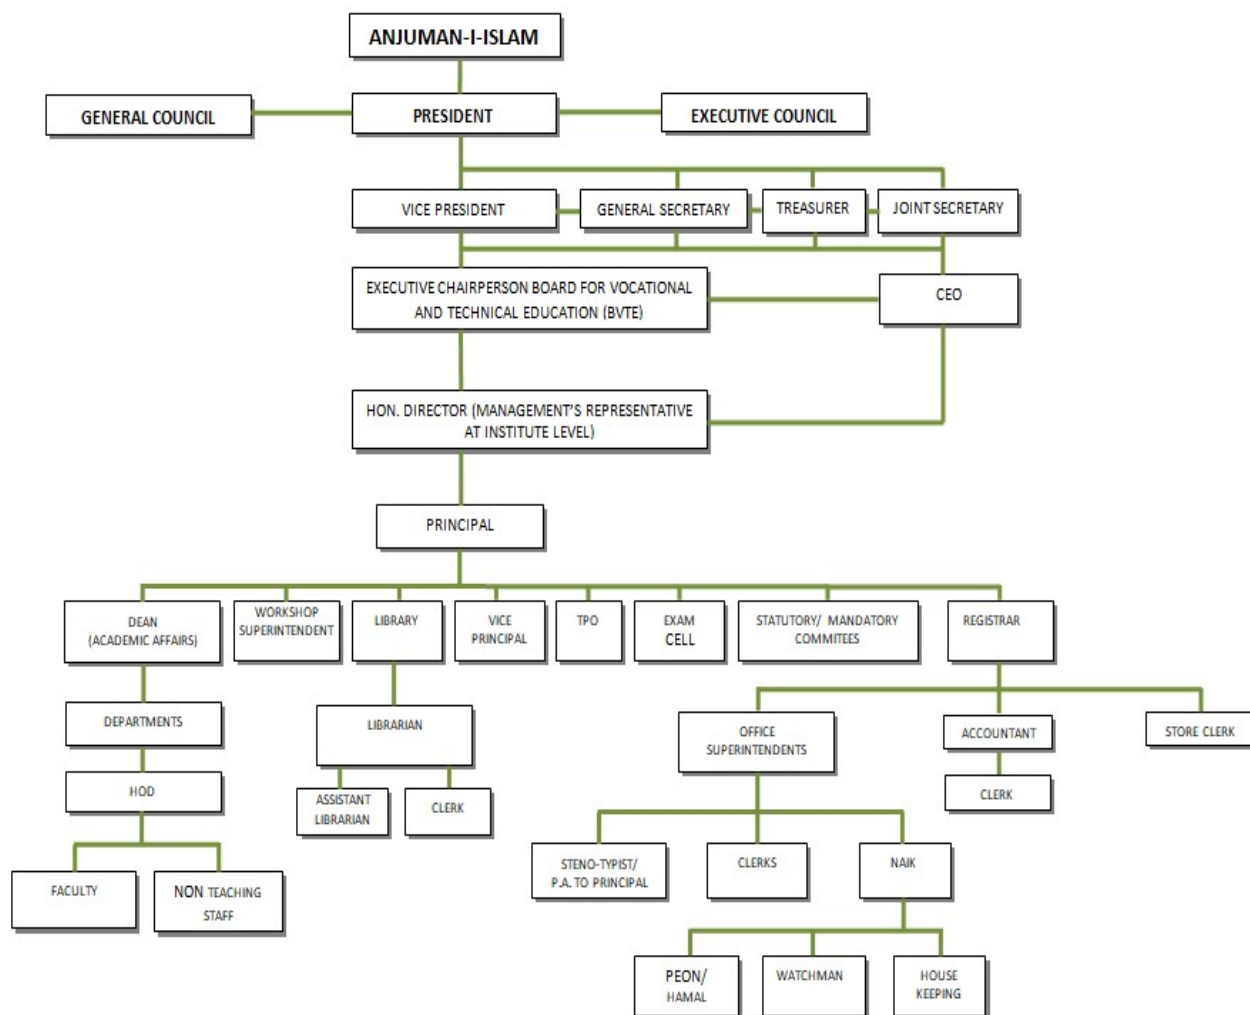 ANJUMAN-I-ISLAM
GENERAL COUNCIL
PRESIDENT
EXECUTIVE COUNCIL
VICE PRESIDENT
GENERAL SECRETARY
TREASURER
JOINT SECRETARY
EXECUTIVE CHAIRPERSON BOARD FOR VOCATIONAL
AND TECHNICAL EDUCATION (BVTE)
CEO
HON. DIRECTOR (MANAGEMENT'S REPRESENTATIVE
AT INSTITUTE LEVEL)
PRINCIPAL
DEAN
(ACADEMIC AFFAIRS)
WORKSHOP
SUPERINTENDENT
LIBRARY
VICE
PRINCIPAL
TPO
EXAM
CELL
STATUTORY/ MANDATORY
COMMITEES
REGISTRAR
DEPARTMENTS
LIBRARIAN
OFFICE
SUPERINTENDENTS
ACCOUNTANT
STORE CLERK
HOD
ASSISTANT
LIBRARIAN
CLERK
CLERK
FACULTY
NON TEACHING
STAFF
STENO-TYPIST/
P.A. TO PRINCIPAL
CLERKS
NAIK
PEON/
HAMAL
WATCHMAN
HOUSE
KEEPING